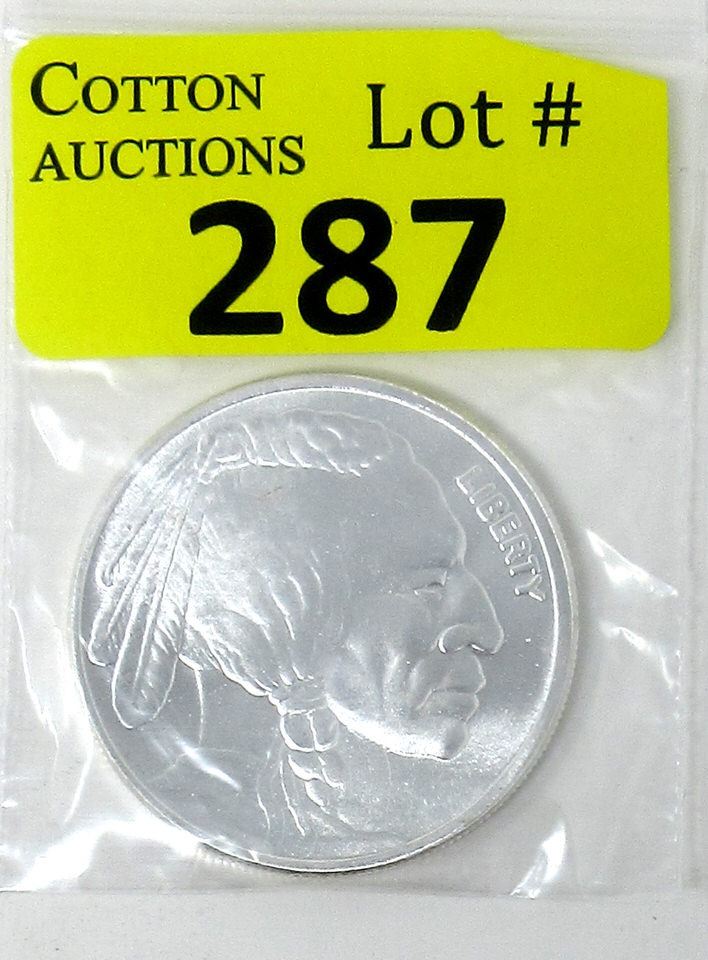 COTTON
AUCTIONS
Lot #
287
LIBERTY